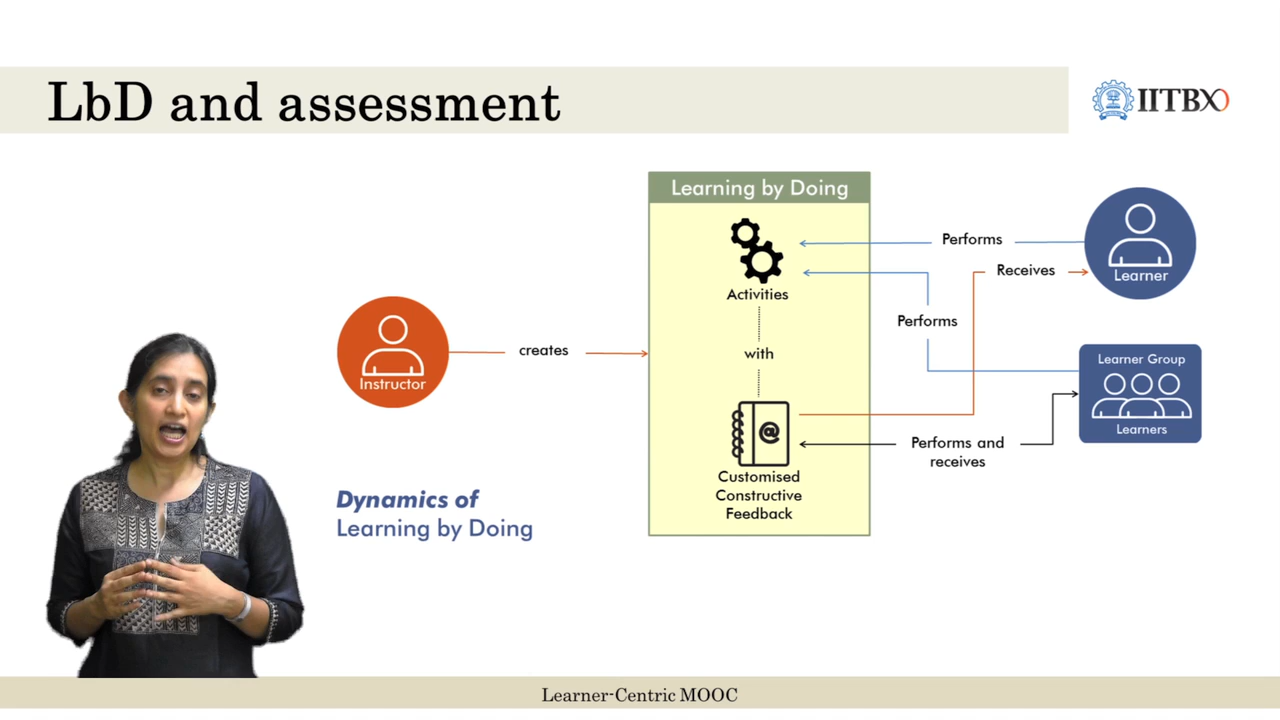 LbD and assessment
IITBX
Learning by Doing
Activities
with
Customised
Constructive
Feedback
Instructor
creates
Performs
Receives
Performs
Performs and
receives
Learner
Learner Group
Learners
Dynamics of
Learning by Doing
@
Learner-Centric MOOC